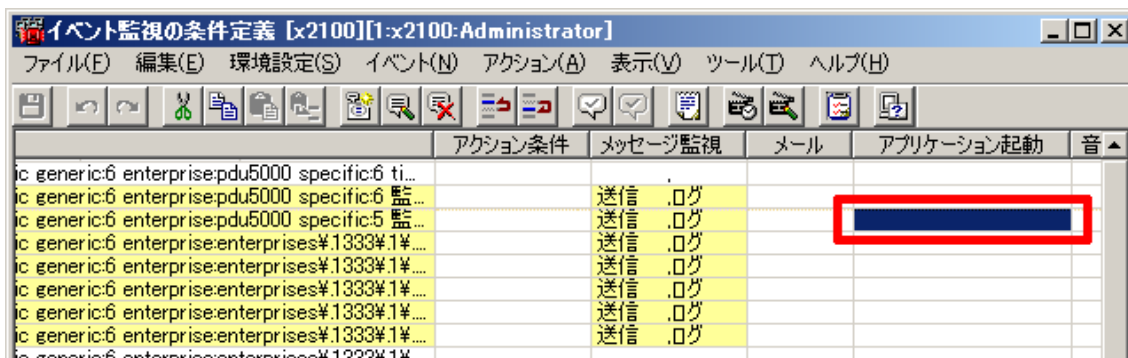 イベント監視の条件定義 [x2100][1:x2100:Administrator]
ファイル(F) 編集(E) 環境設定(S) イベント(N) アクション(A) 表示(V) ツール(T) ヘルプ(H)
アクション条件 メッセージ監視 メール アプリケーション起動 音
ic generic:6 enterprise:pdu5000 specific:6 ti... .
ic generic:6 enterprise:pdu5000 specific:6 監... 送信 .ログ
ic generic:6 enterprise:pdu5000 specific:5 監... 送信 .ログ
ic generic:6 enterprise:enterprises¥.1333¥.1¥.... 送信 .ログ
ic generic:6 enterprise:enterprises¥.1333¥.1¥.... 送信 .ログ
ic generic:6 enterprise:enterprises¥.1333¥.1¥.... 送信 .ログ
ic generic:6 enterprise:enterprises¥.1333¥.1¥.... 送信 .ログ
ic generic:6 enterprise:enterprises¥.1333¥.1¥.... 送信 .ログ